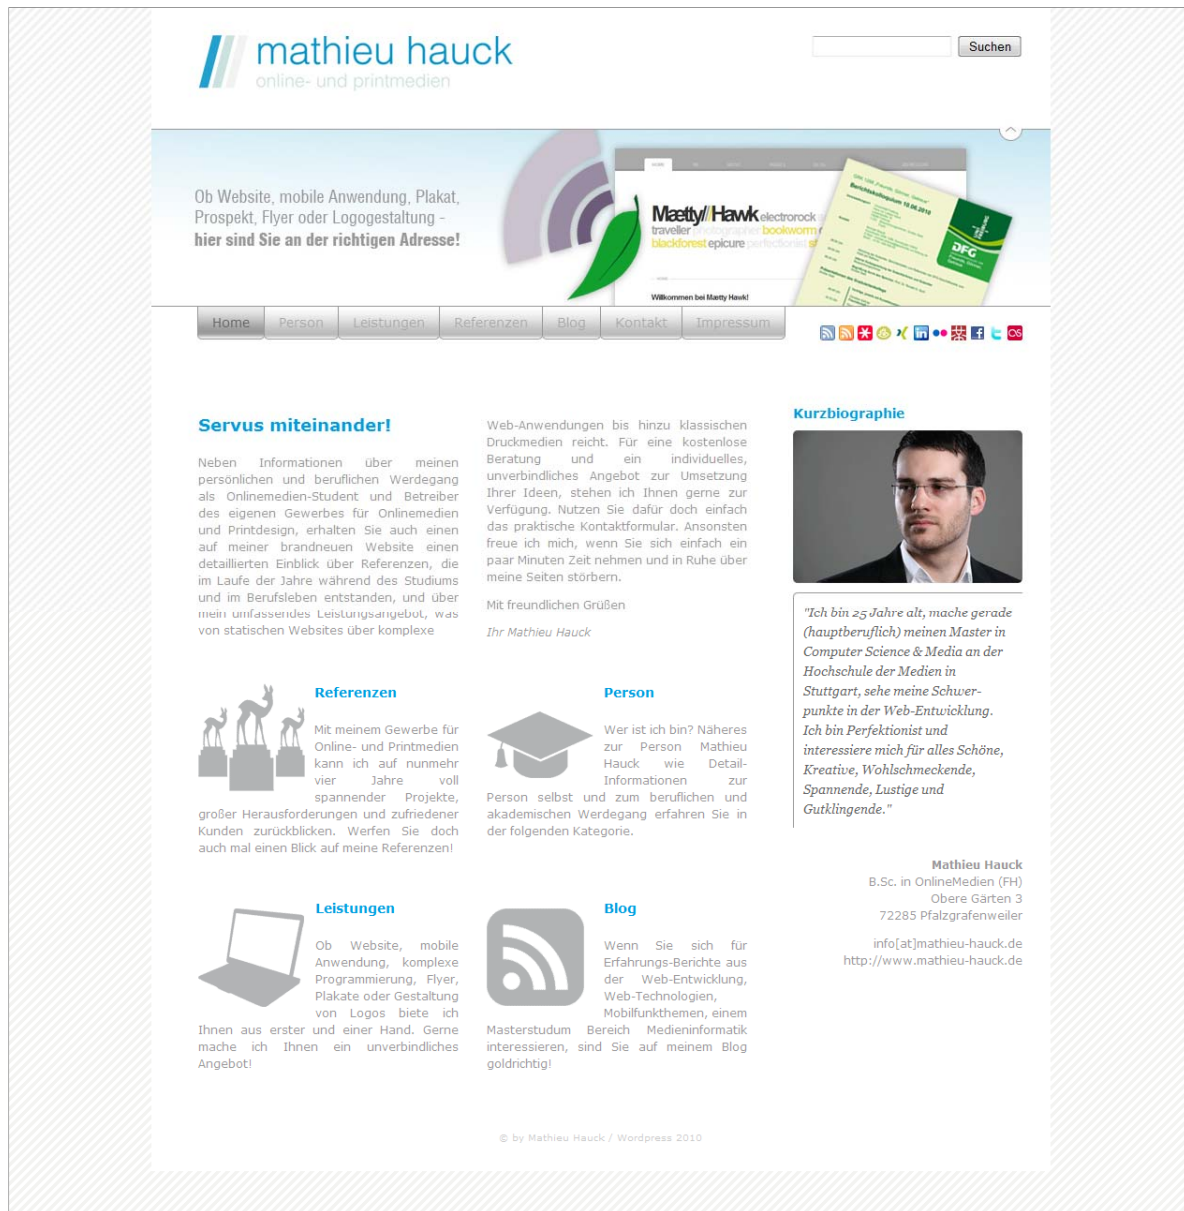 mathieu hauck
online- und printmedien
Suchen
Ob Website, mobile Anwendung, Plakat,
Prospekt, Flyer oder Logogestaltung -
hier sind Sie an der richtigen Adresse!
Mætty//Hawk electrorock
traveller photographer bookworm
blackforest epicure perfectionist
Willkommen bei Mætty Hawk!
Berichtskolloquium 10.06.2010
DFG
Home Person Leistungen Referenzen Blog Kontakt Impressum
Servus miteinander!
Neben Informationen über meinen
persönlichen und beruflichen Werdegang
als Onlinemedien-Student und Betreiber
des eigenen Gewerbes für Onlinemedien
und Printdesign, erhalten Sie auch einen
auf meiner brandneuen Website einen
detaillierten Einblick über Referenzen, die
im Laufe der Jahre während des Studiums
und im Berufsleben entstanden, und über
mein umfassendes Leistungsangebot, was
von statischen Websites über komplexe
Web-Anwendungen bis hinzu klassischen
Druckmedien reicht. Für eine kostenlose
Beratung und ein individuelles,
unverbindliches Angebot zur Umsetzung
Ihrer Ideen, stehen ich Ihnen gerne zur
Verfügung. Nutzen Sie dafür doch einfach
das praktische Kontaktformular. Ansonsten
freue ich mich, wenn Sie sich einfach ein
paar Minuten Zeit nehmen und in Ruhe über
meine Seiten störbern.
Mit freundlichen Grüßen
Ihr Mathieu Hauck
Referenzen
Mit meinem Gewerbe für
Online- und Printmedien
kann ich auf nunmehr
vier Jahre voll
spannender Projekte,
großer Herausforderungen und zufriedener
Kunden zurückblicken. Werfen Sie doch
auch mal einen Blick auf meine Referenzen!
Person
Wer ist ich bin? Näheres
zur Person Mathieu
Hauck wie Detail-
Informationen zur
Person selbst und zum beruflichen und
akademischen Werdegang erfahren Sie in
der folgenden Kategorie.
Leistungen
Ob Website, mobile
Anwendung, komplexe
Programmierung, Flyer,
Plakate oder Gestaltung
von Logos biete ich
Ihnen aus erster und einer Hand. Gerne
mache ich Ihnen ein unverbindliches
Angebot!
Blog
Wenn Sie sich für
Erfahrungs-Berichte aus
der Web-Entwicklung,
Web-Technologien,
Mobilfunkthemen, einem
Masterstudum Bereich Medieninformatik
interessieren, sind Sie auf meinem Blog
goldrichtig!
Kurzbiographie
"Ich bin 25 Jahre alt, mache gerade
(hauptberuflich) meinen Master in
Computer Science & Media an der
Hochschule der Medien in
Stuttgart, sehe meine Schwer-
punkte in der Web-Entwicklung.
Ich bin Perfektionist und
interessiere mich für alles Schöne,
Kreative, Wohlschmeckende,
Spannende, Lustige und
Gutklingende."
Mathieu Hauck
B.Sc. in OnlineMedien (FH)
Obere Gärten 3
72285 Pfalzgrafenweiler
info[at]mathieu-hauck.de
http://www.mathieu-hauck.de
© by Mathieu Hauck / Wordpress 2010